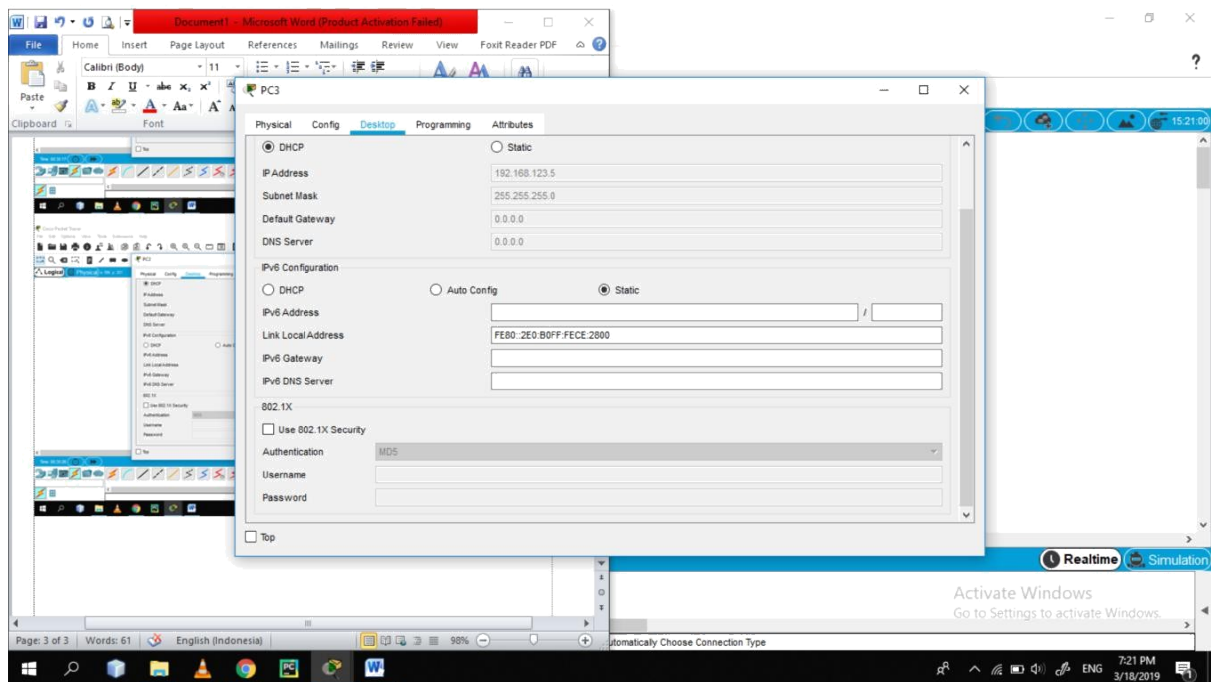 Document1 - Microsoft Word (Product Activation Failed)
File Home Insert Page Layout References Mailings Review View Foxit Reader PDF
Calibri (Body) 11
Paste
Clipboard Font
PC3
Physical Config Desktop Programming Attributes
DHCP Static
IP Address 192.168.123.5
Subnet Mask 255.255.255.0
Default Gateway 0.0.0.0
DNS Server 0.0.0.0
IPv6 Configuration
DHCP Auto Config Static
IPv6 Address /
Link Local Address FE80::2E0:B0FF:FECE:2800
IPv6 Gateway
IPv6 DNS Server
802.1X
Use 802.1X Security
Authentication MD5
Username
Password
Top
15:21:00
Realtime Simulation
Activate Windows
Go to Settings to activate Windows.
utomatically Choose Connection Type
Page: 3 of 3 Words: 61 English (Indonesia) 98%
ENG 7:21 PM
3/18/2019